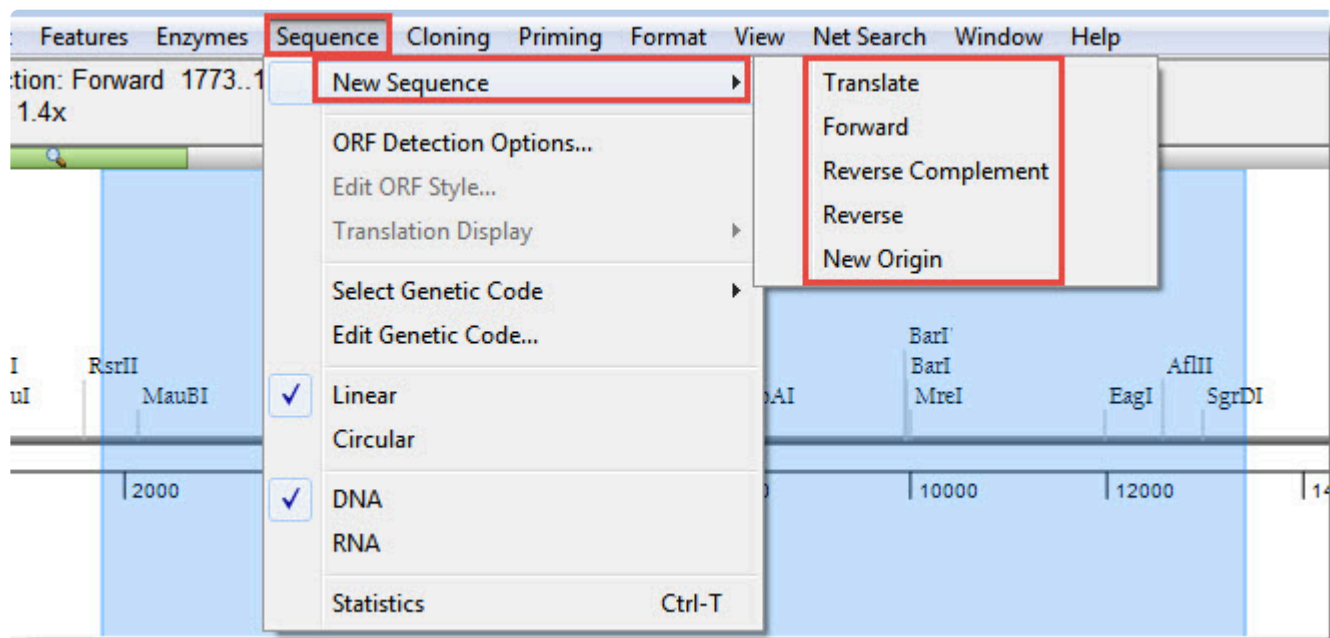 Features Enzymes Sequence Cloning Priming Format View Net Search Window Help
tion: Forward 1773..1
1.4x
New Sequence
Translate
Forward
Reverse Complement
Reverse
New Origin
ORF Detection Options...
Edit ORF Style...
Translation Display
Select Genetic Code
Edit Genetic Code...
Linear
Circular
DNA
RNA
Statistics Ctrl-T
BarI'
I RsrII BarI AflII
uI MauBI AI MreI EagI SgrDI
2000 10000 12000 14